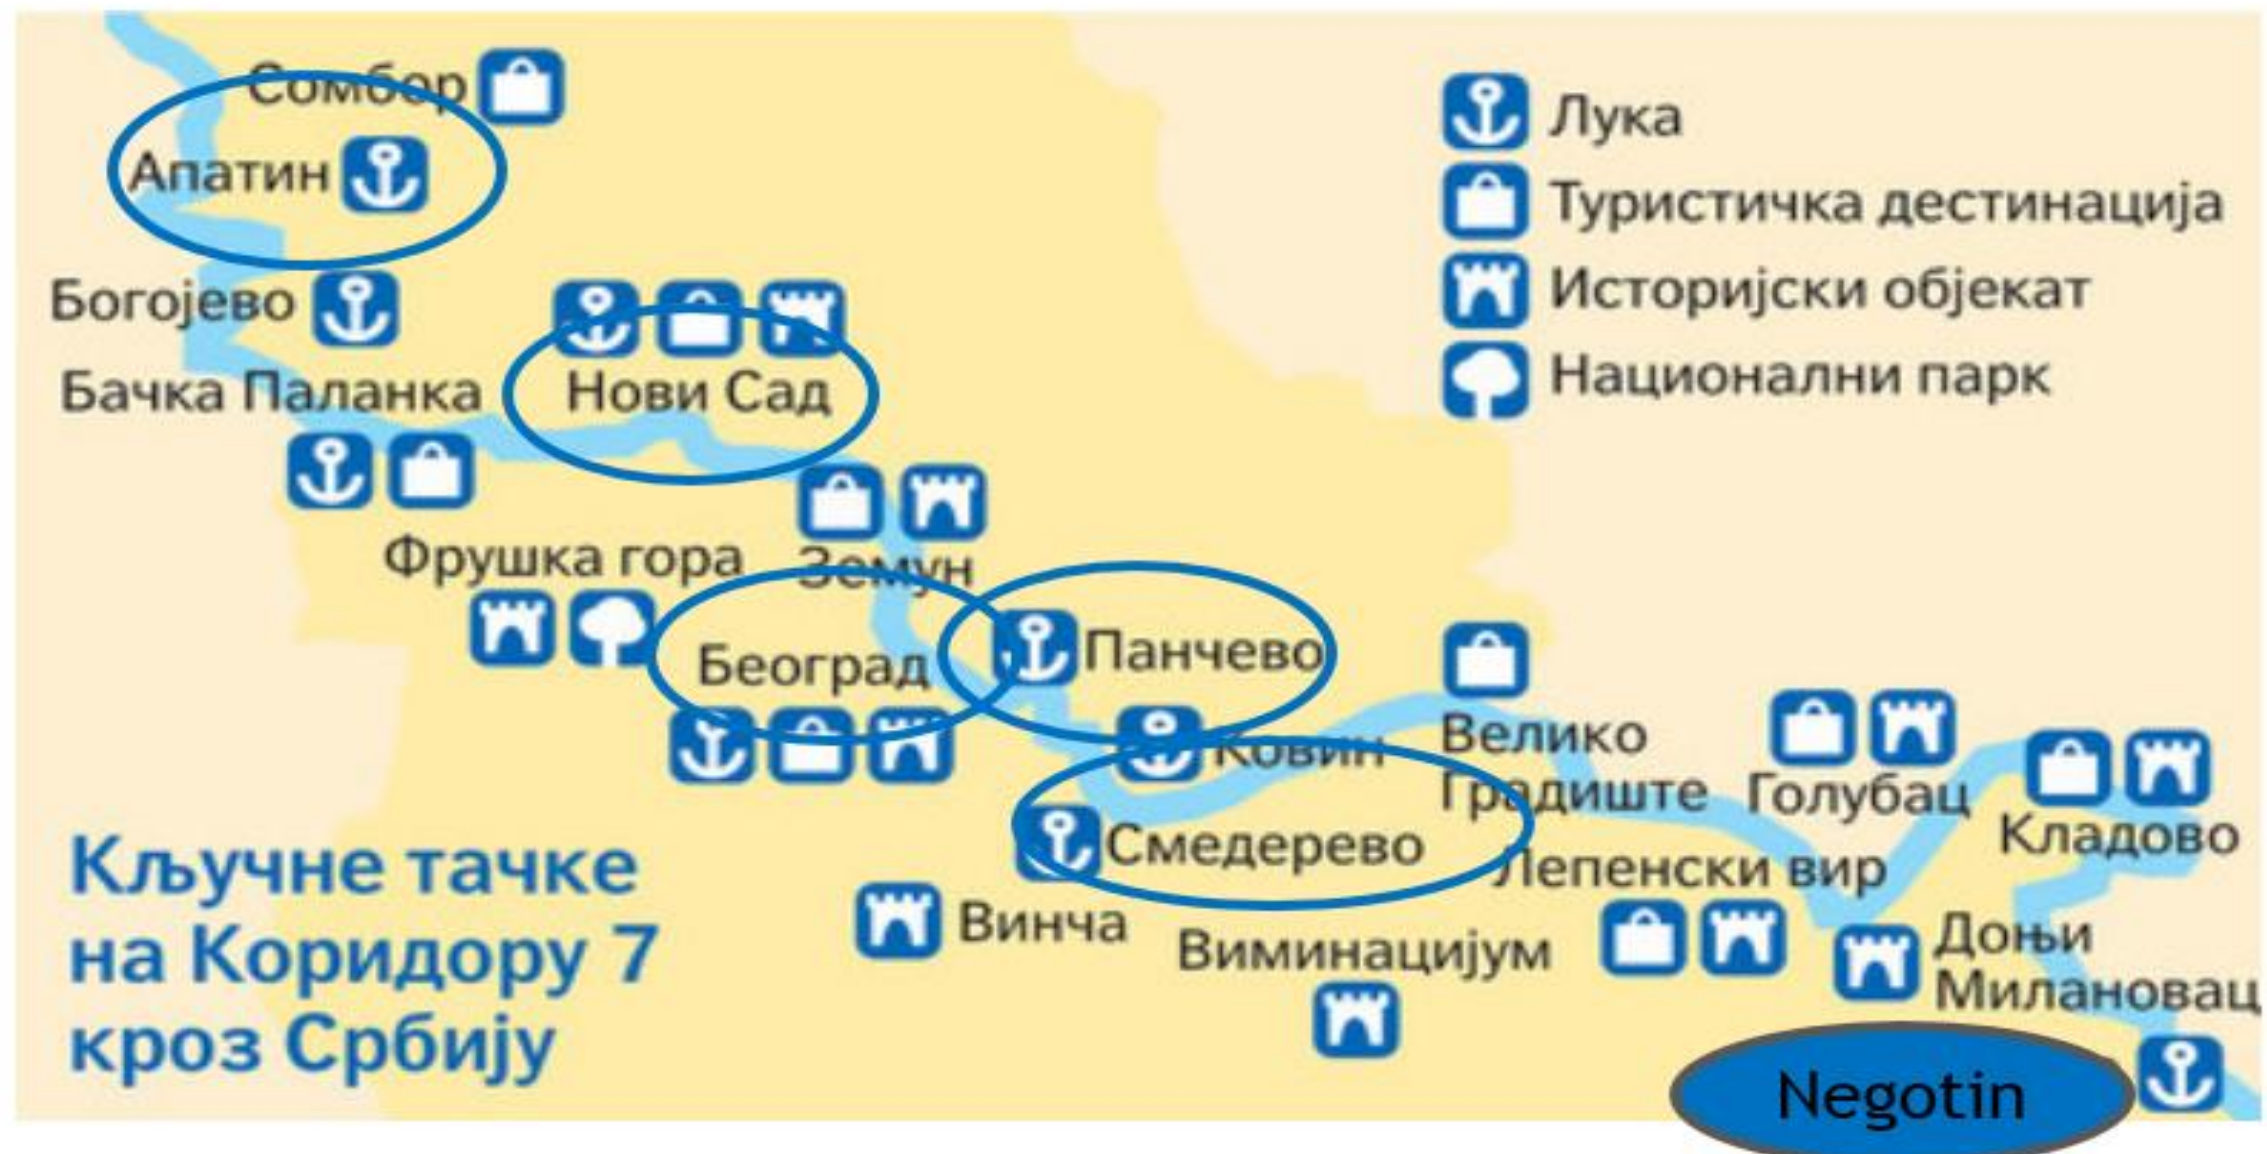 Сомбор
Апатин
Богојево
Бачка Паланка
Нови Сад
Фрушка гора
Земун
Београд
Панчево
Ковин
Смедерево
Винча
Виминацијум
Велико
Градиште
Голубац
Лепенски вир
Кладово
Доњи
Милановац
Negotin
Лука
Туристичка дестинација
Историјски објекат
Национални парк
Кључне тачке
на Коридору 7
кроз Србију